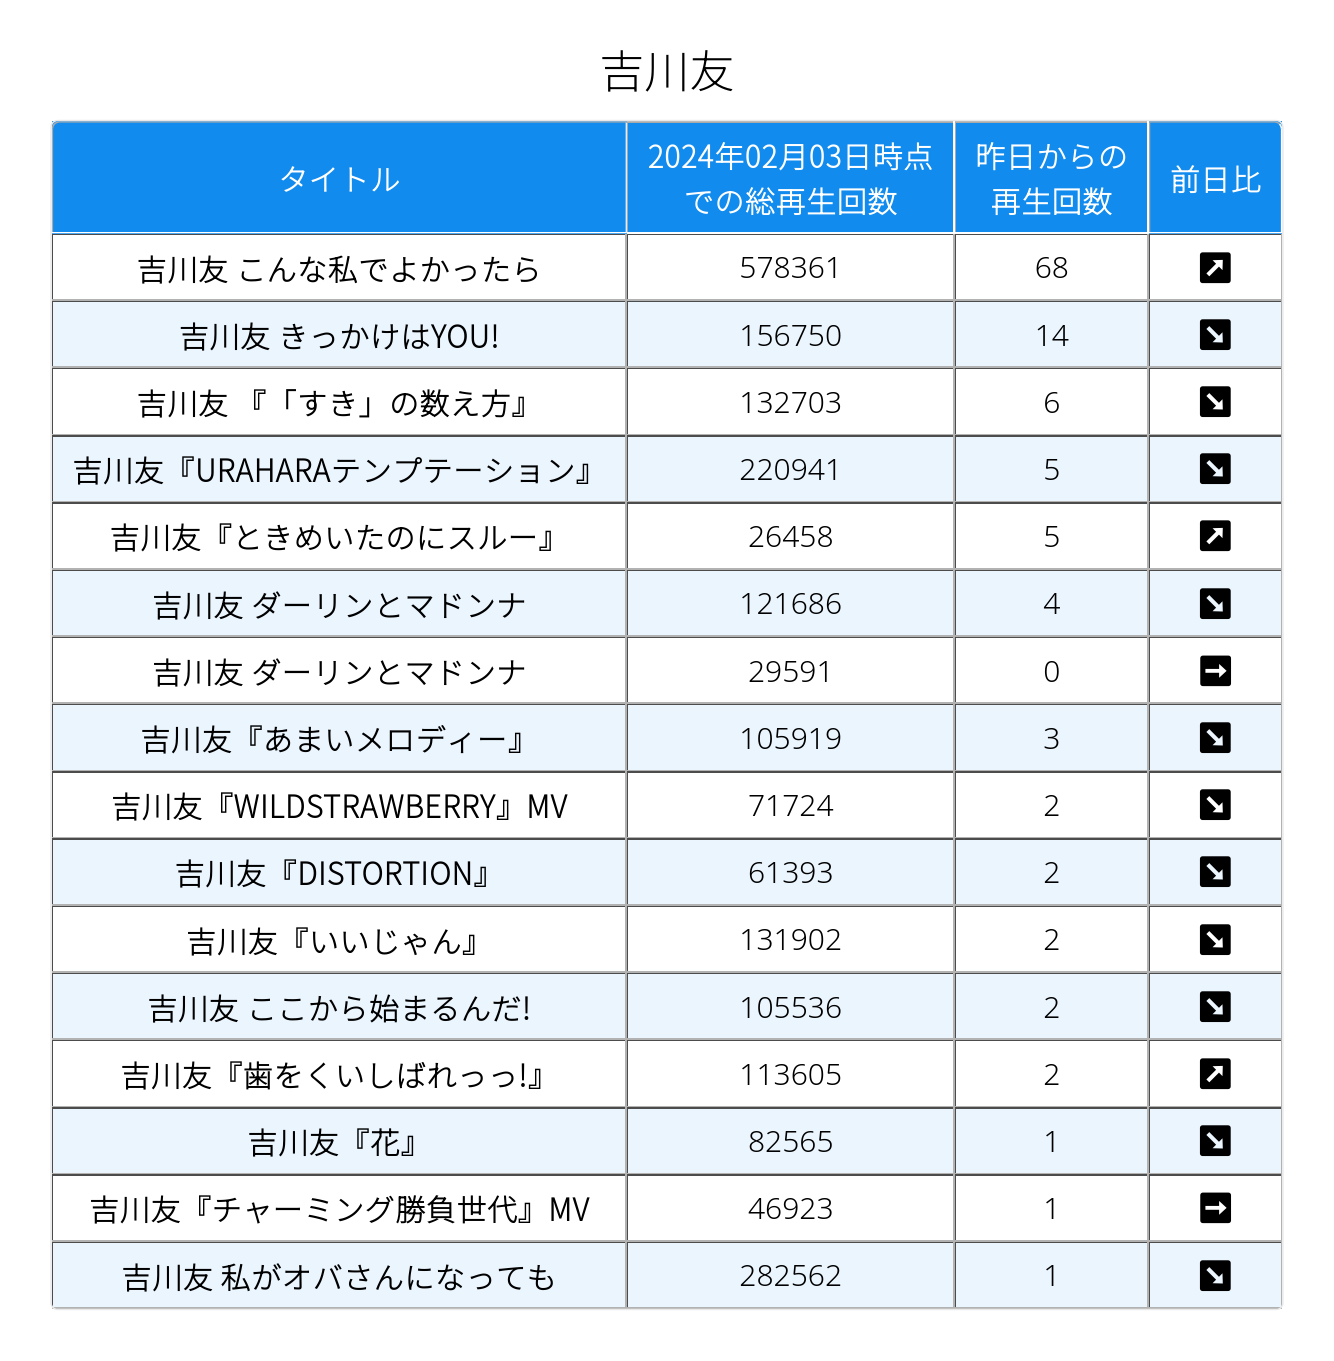 吉川友
タイトル
2024年02月03日時点
での総再生回数
昨日からの
再生回数
前日比
吉川友 こんな私でよかったら 578361 68 ↗
吉川友 きっかけはYOU! 156750 14 ↘
吉川友 『「すき」の数え方』 132703 6 ↘
吉川友『URAHARAテンプテーション』 220941 5 ↘
吉川友『ときめいたのにスルー』 26458 5 ↗
吉川友 ダーリンとマドンナ 121686 4 ↘
吉川友 ダーリンとマドンナ 29591 0 →
吉川友『あまいメロディー』 105919 3 ↘
吉川友『WILDSTRAWBERRY』MV 71724 2 ↘
吉川友『DISTORTION』 61393 2 ↘
吉川友『いいじゃん』 131902 2 ↘
吉川友 ここから始まるんだ! 105536 2 ↘
吉川友『歯をくいしばれっっ!』 113605 2 ↗
吉川友『花』 82565 1 ↘
吉川友『チャーミング勝負世代』MV 46923 1 →
吉川友 私がオバさんになっても 282562 1 ↘